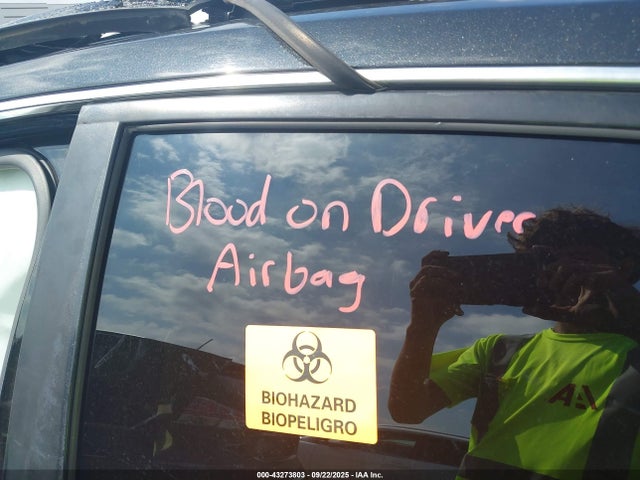 Blood on Driver
Airbag
BIOHAZARD
BIOPELIGRO
000-43273803 - 09/22/2025 - IAA Inc.